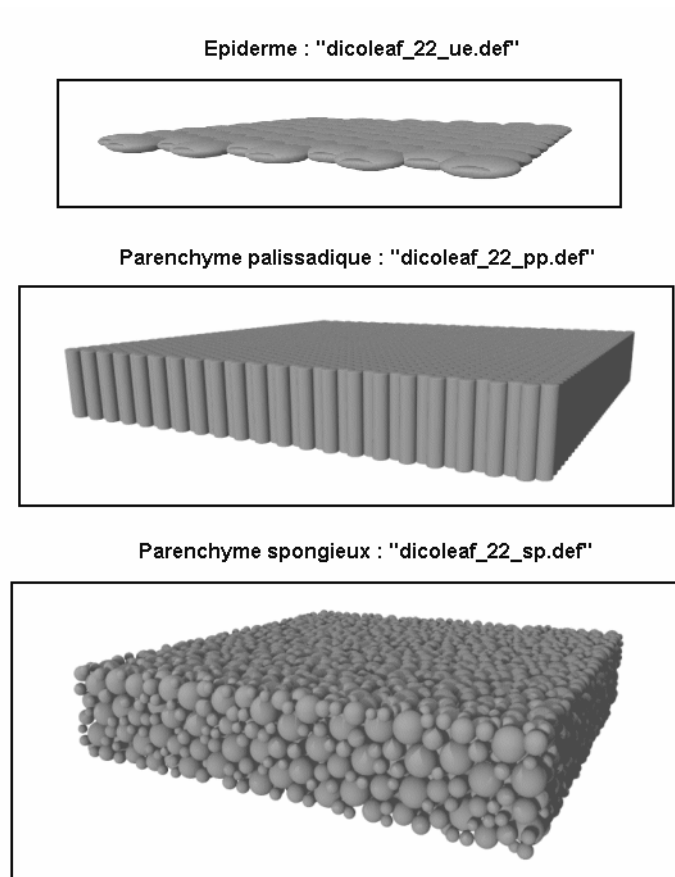 Epiderme : "dicoleaf_22_ue.def"
Parenchyme palissadique : "dicoleaf_22_pp.def"
Parenchyme spongieux : "dicoleaf_22_sp.def"